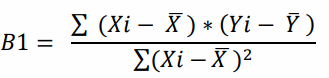 B1 = ∑ (Xi − X̅) * (Yi − Y̅) / ∑(Xi − X̅)²